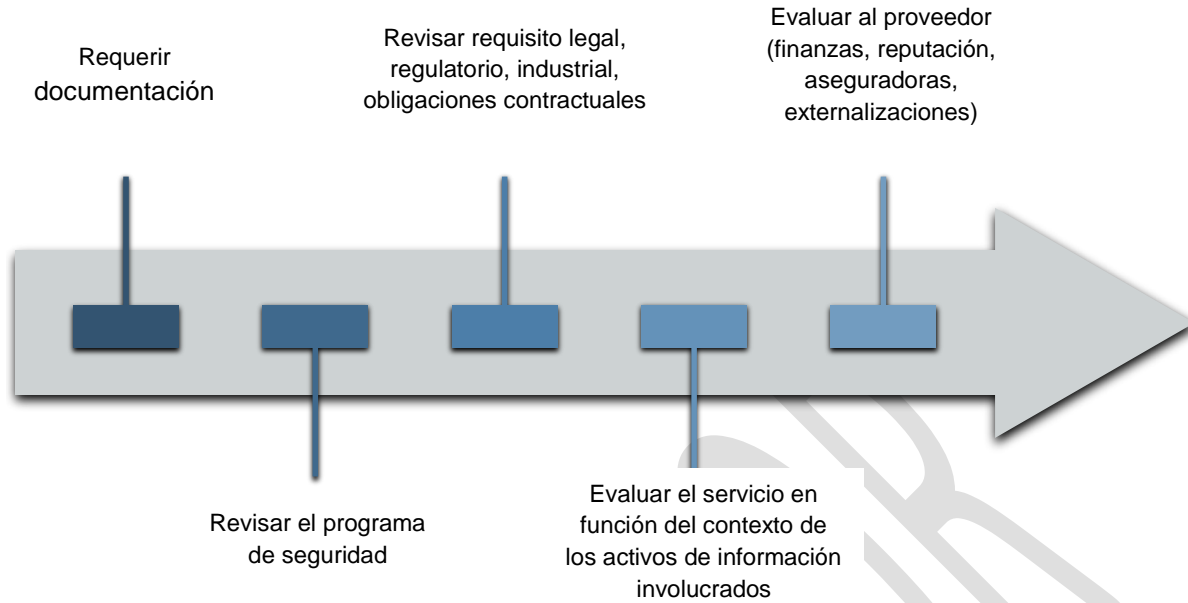 Requerir
documentación
Revisar el programa
de seguridad
Revisar requisito legal,
regulatorio, industrial,
obligaciones contractuales
Evaluar el servicio en
función del contexto de
los activos de información
involucrados
Evaluar al proveedor
(finanzas, reputación,
aseguradoras,
externalizaciones)